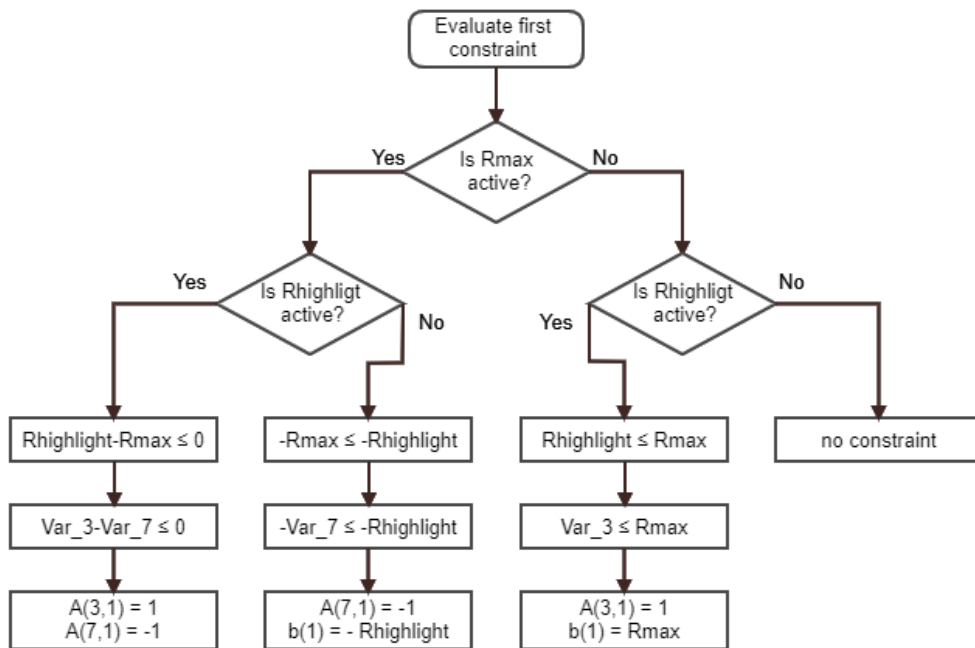 Evaluate first
constraint
Is Rmax
active?
Yes
No
Is Rhighligt
active?
Yes
No
Is Rhighligt
active?
Yes
No
Rhighlight-Rmax ≤ 0
-Rmax ≤ -Rhighlight
Rhighlight ≤ Rmax
no constraint
Var_3-Var_7 ≤ 0
-Var_7 ≤ -Rhighlight
Var_3 ≤ Rmax
A(3,1) = 1
A(7,1) = -1
A(7,1) = -1
b(1) = - Rhighlight
A(3,1) = 1
b(1) = Rmax